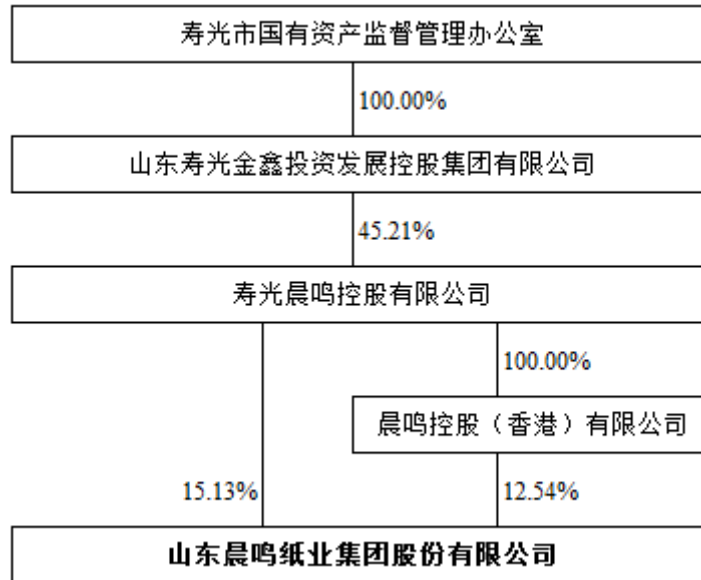 寿光市国有资产监督管理办公室
100.00%
山东寿光金鑫投资发展控股集团有限公司
45.21%
寿光晨鸣控股有限公司
100.00%
晨鸣控股（香港）有限公司
15.13%
12.54%
山东晨鸣纸业集团股份有限公司